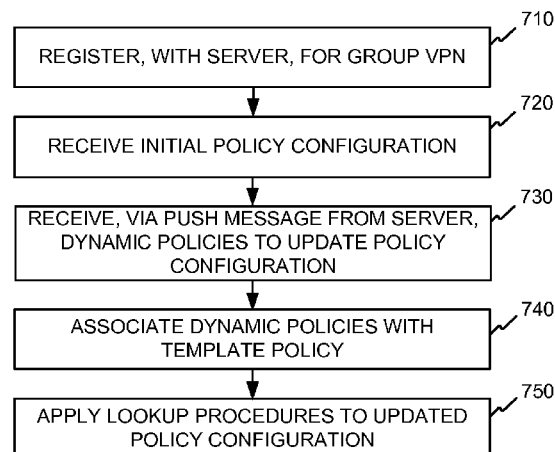 710
REGISTER, WITH SERVER, FOR GROUP VPN
720
RECEIVE INITIAL POLICY CONFIGURATION
730
RECEIVE, VIA PUSH MESSAGE FROM SERVER,
DYNAMIC POLICIES TO UPDATE POLICY
CONFIGURATION
740
ASSOCIATE DYNAMIC POLICIES WITH
TEMPLATE POLICY
750
APPLY LOOKUP PROCEDURES TO UPDATED
POLICY CONFIGURATION